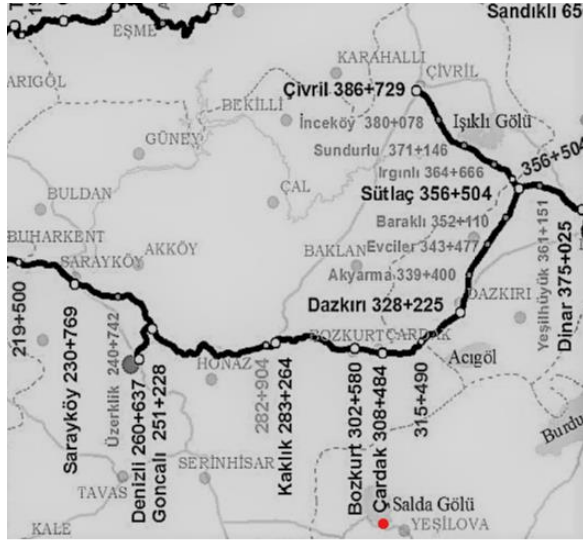 Sandıklı 65
EŞME
KARAHALLI
ÇİVRİL
Çivril 386+729
ARIGÖL
BEKİLLİ
İnceköy 380+078
Işıklı Gölü
GÜNEY
Sundurlu 371+146
356+504
Irgınlı 364+666
BULDAN
ÇAL
Sütlaç 356+504
Baraklı 352+110
BUHARKENT
Evciler 343+477
SARAYKÖY
AKKÖY
BAKLAN
Akyarma 339+400
Yeşilhüyük 361+151
Dinar 375+025
Dazkırı 328+225
DAZKIRI
219+500
Sarayköy 230+769
Üzerlik 240+742
BOZKURT
ÇARDAK
Acıgöl
HONAZ
Denizli 260+637
Goncalı 251+228
282+904
Kaklık 283+264
Bozkurt 302+580
Çardak 308+484
315+490
Burdu
SERİNHİSAR
TAVAS
Salda Gölü
KALE
YEŞİLOVA